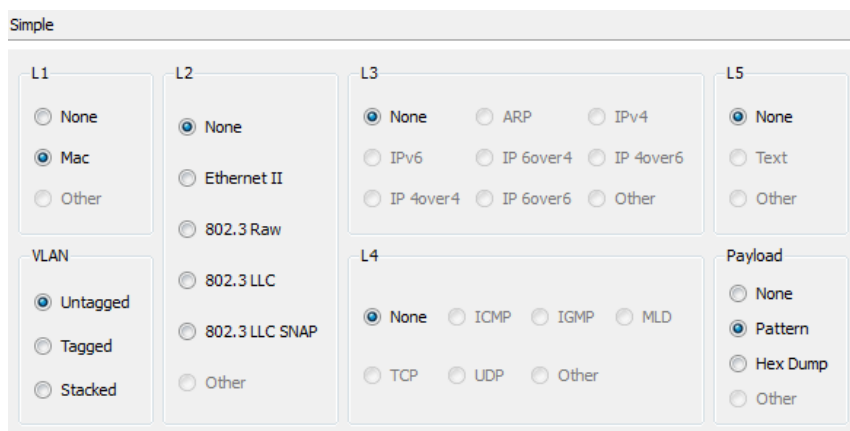 Simple
L1
None
Mac
Other
VLAN
Untagged
Tagged
Stacked
L2
None
Ethernet II
802.3 Raw
802.3 LLC
802.3 LLC SNAP
Other
L3
None ARP IPv4
IPv6 IP 6over4 IP 4over6
IP 4over4 IP 6over6 Other
L4
None ICMP IGMP MLD
TCP UDP Other
L5
None
Text
Other
Payload
None
Pattern
Hex Dump
Other